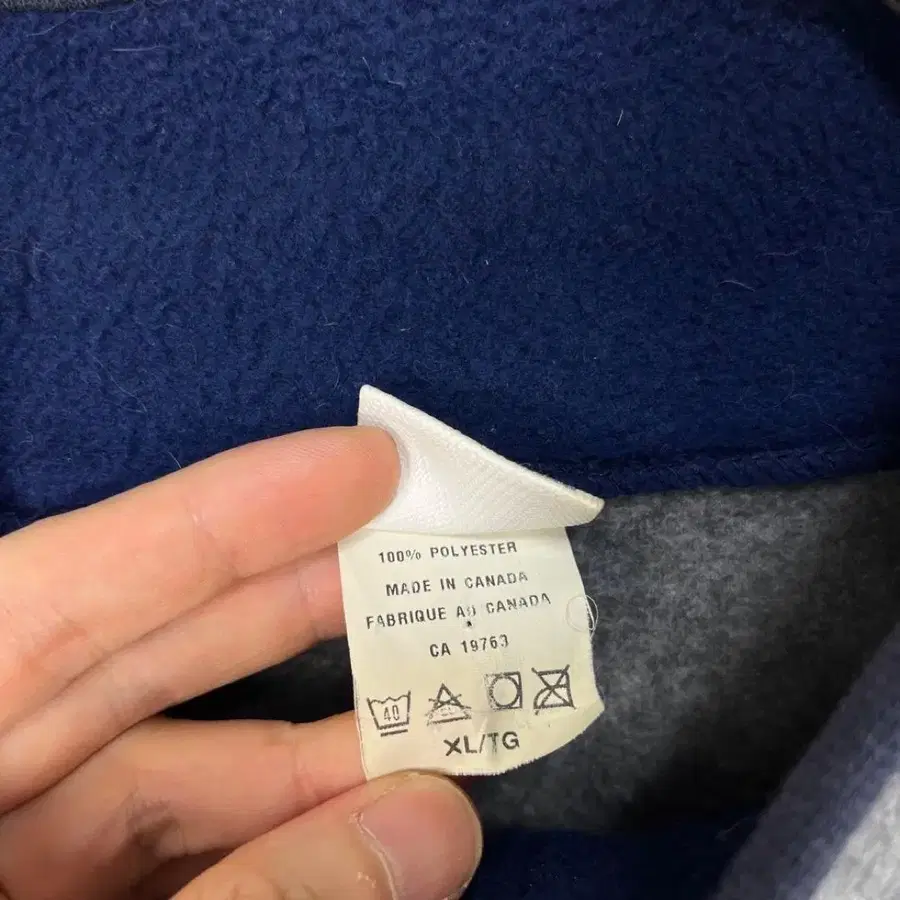 100% POLYESTER
MADE IN CANADA
FABRIQUE AU CANADA
CA 19763
40
XL/TG